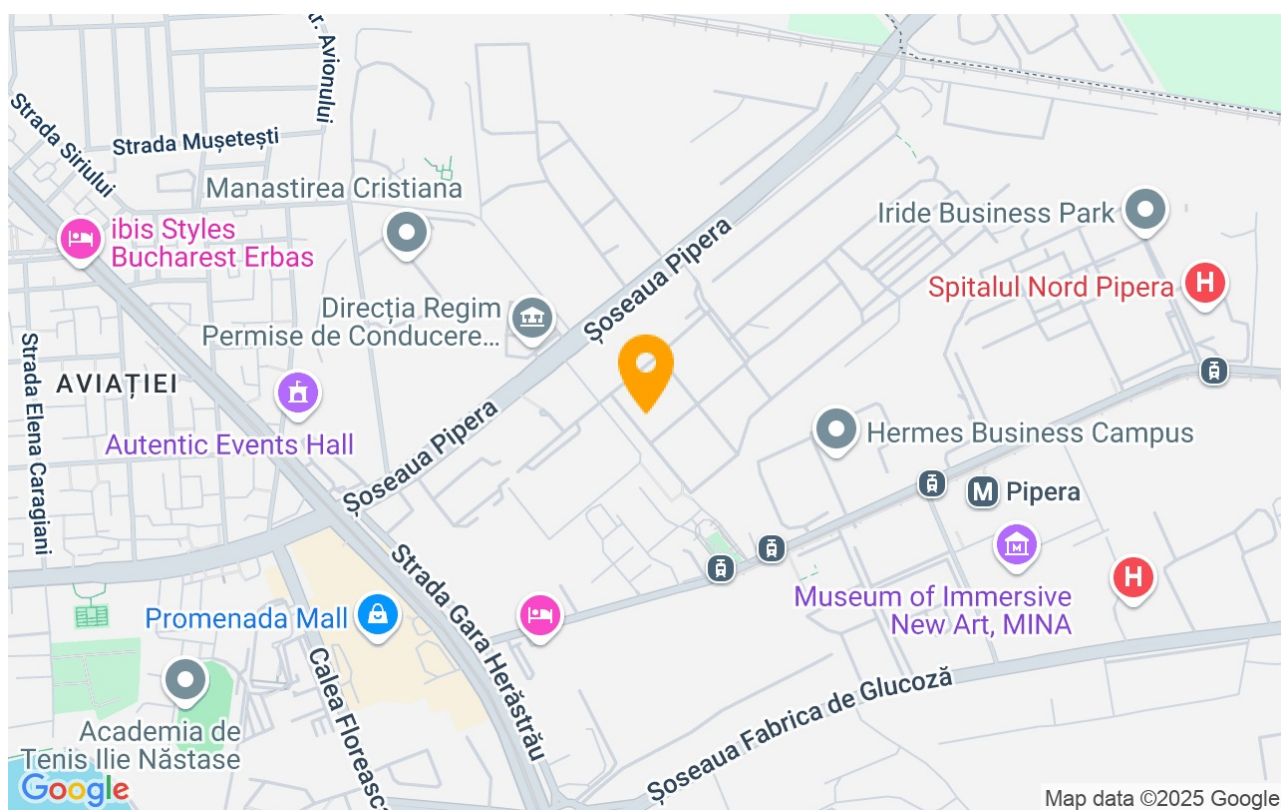 Ar. Avionului
Strada Siriului
Strada Mușetești
Manastirea Cristiana
ibis Styles
Bucharest Erbas
Iride Business Park
Șoseaua Pipera
Spitalul Nord Pipera
H
Direcția Regim
Permise de Conducere...
Strada Elena Caragiani
AVIAȚIEI
Autentic Events Hall
Șoseaua Pipera
Hermes Business Campus
M Pipera
Strada Gara Herăstrău
Museum of Immersive
New Art, MINA
H
Promenada Mall
Calea Floreasc
Șoseaua Fabrica de Glucoză
Academia de
Tenis Ilie Năstase
Google
Map data ©2025 Google